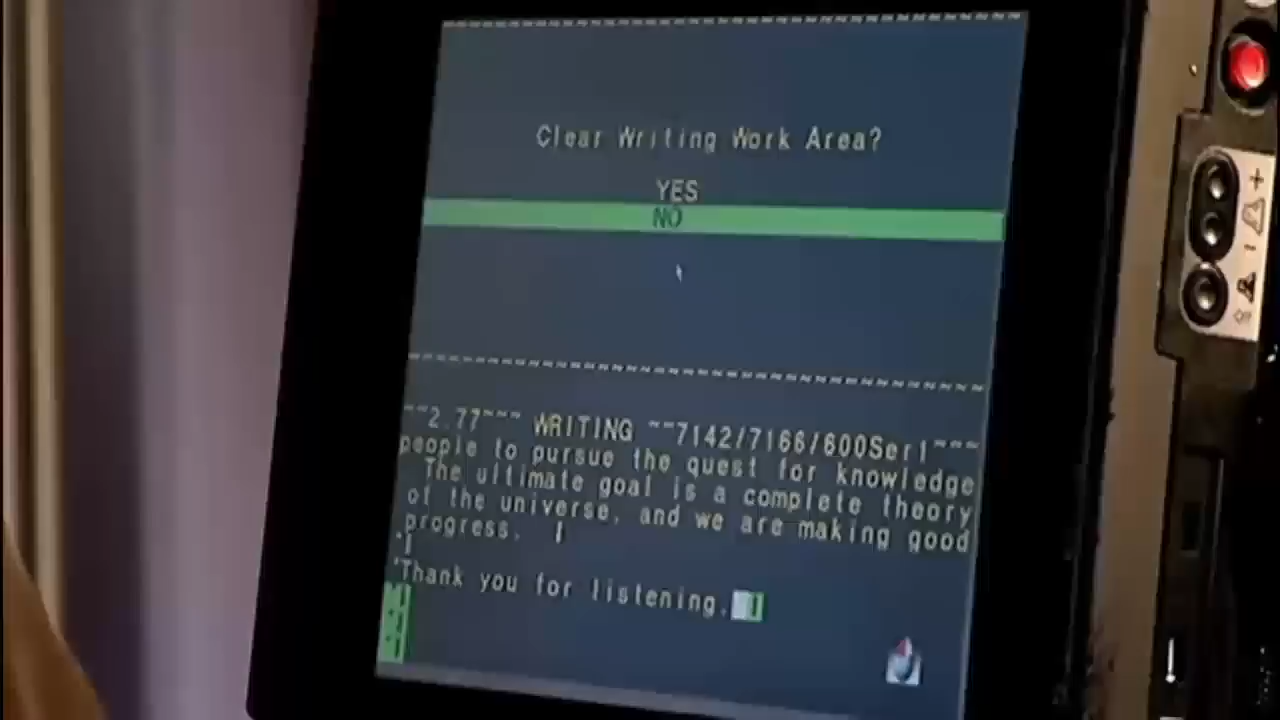 Clear Writing Work Area?
YES
NO
~~2.77~~~ WRITING ~~7142/7166/600Ser1~~~
people to pursue the quest for knowledge
The ultimate goal is a complete theory
of the universe, and we are making good
progress.
Thank you for listening.